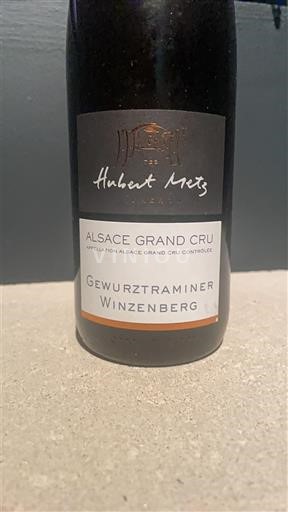 Hubert Metz
ALSACE GRAND CRU
APPELLATION ALSACE GRAND CRU CONTRÔLÉE
GEWURZTRAMINER
WINZENBERG